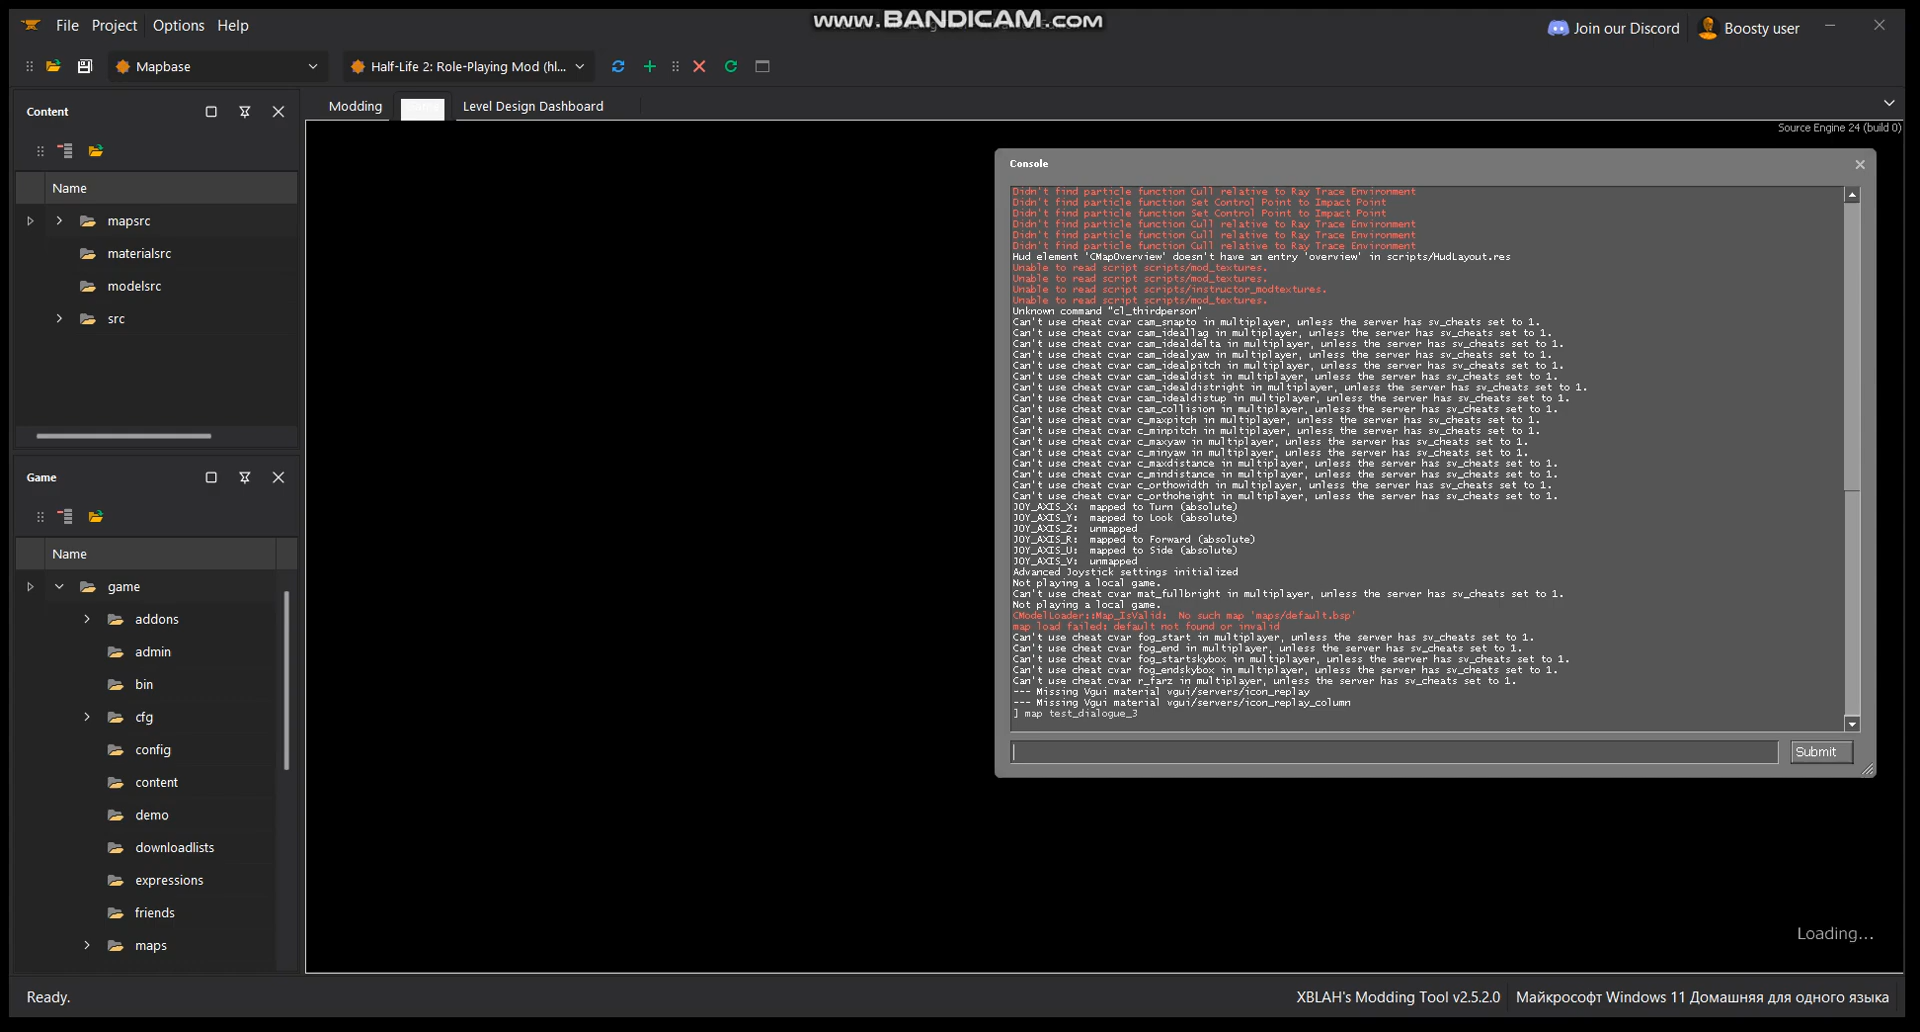 www.BANDICAM.com
File Project Options Help
Join our Discord
Boosty user
Mapbase
Half-Life 2: Role-Playing Mod (hl...
Content
Modding
Level Design Dashboard
Source Engine 24 (build 0)
Name
mapsrc
materialsrc
modelsrc
src
Console
Didn't find particle function Cull relative to Ray Trace Environment
Didn't find particle function Set Control Point to Impact Point
Didn't find particle function Set Control Point to Impact Point
Didn't find particle function Cull relative to Ray Trace Environment
Didn't find particle function Cull relative to Ray Trace Environment
Didn't find particle function Cull relative to Ray Trace Environment
Hud element 'CMapOverview' doesn't have an entry 'overview' in scripts/HudLayout.res
Unable to read script scripts/mod_textures.
Unable to read script scripts/mod_textures.
Unable to read script scripts/instructor_modtextures.
Unable to read script scripts/mod_textures.
Unknown command "cl_thirdperson"
Can't use cheat cvar cam_snapto in multiplayer, unless the server has sv_cheats set to 1.
Can't use cheat cvar cam_ideallag in multiplayer, unless the server has sv_cheats set to 1.
Can't use cheat cvar cam_idealdelta in multiplayer, unless the server has sv_cheats set to 1.
Can't use cheat cvar cam_idealyaw in multiplayer, unless the server has sv_cheats set to 1.
Can't use cheat cvar cam_idealpitch in multiplayer, unless the server has sv_cheats set to 1.
Can't use cheat cvar cam_idealdist in multiplayer, unless the server has sv_cheats set to 1.
Can't use cheat cvar cam_idealdistright in multiplayer, unless the server has sv_cheats set to 1.
Can't use cheat cvar cam_idealdistup in multiplayer, unless the server has sv_cheats set to 1.
Can't use cheat cvar cam_collision in multiplayer, unless the server has sv_cheats set to 1.
Can't use cheat cvar c_maxpitch in multiplayer, unless the server has sv_cheats set to 1.
Can't use cheat cvar c_minpitch in multiplayer, unless the server has sv_cheats set to 1.
Can't use cheat cvar c_maxyaw in multiplayer, unless the server has sv_cheats set to 1.
Can't use cheat cvar c_minyaw in multiplayer, unless the server has sv_cheats set to 1.
Can't use cheat cvar c_maxdistance in multiplayer, unless the server has sv_cheats set to 1.
Can't use cheat cvar c_mindistance in multiplayer, unless the server has sv_cheats set to 1.
Can't use cheat cvar c_orthowidth in multiplayer, unless the server has sv_cheats set to 1.
Can't use cheat cvar c_orthoheight in multiplayer, unless the server has sv_cheats set to 1.
JOY_AXIS_X: mapped to Turn (absolute)
JOY_AXIS_Y: mapped to Look (absolute)
JOY_AXIS_Z: unmapped
JOY_AXIS_R: mapped to Forward (absolute)
JOY_AXIS_U: mapped to Side (absolute)
JOY_AXIS_V: unmapped
Advanced Joystick settings initialized
Not playing a local game.
Can't use cheat cvar mat_fullbright in multiplayer, unless the server has sv_cheats set to 1.
Not playing a local game.
CModelLoader::Map_IsValid: No such map 'maps/default.bsp'
map load failed: default not found or invalid
Can't use cheat cvar fog_start in multiplayer, unless the server has sv_cheats set to 1.
Can't use cheat cvar fog_end in multiplayer, unless the server has sv_cheats set to 1.
Can't use cheat cvar fog_startskybox in multiplayer, unless the server has sv_cheats set to 1.
Can't use cheat cvar fog_endskybox in multiplayer, unless the server has sv_cheats set to 1.
Can't use cheat cvar r_farz in multiplayer, unless the server has sv_cheats set to 1.
--- Missing Vgui material vgui/servers/icon_replay
--- Missing Vgui material vgui/servers/icon_replay_column
] map test_dialogue_3
Submit
Game
Name
game
addons
admin
bin
cfg
config
content
demo
downloadlists
expressions
friends
maps
Loading...
Ready.
XBLAH's Modding Tool v2.5.2.0
Майкрософт Windows 11 Домашняя для одного языка